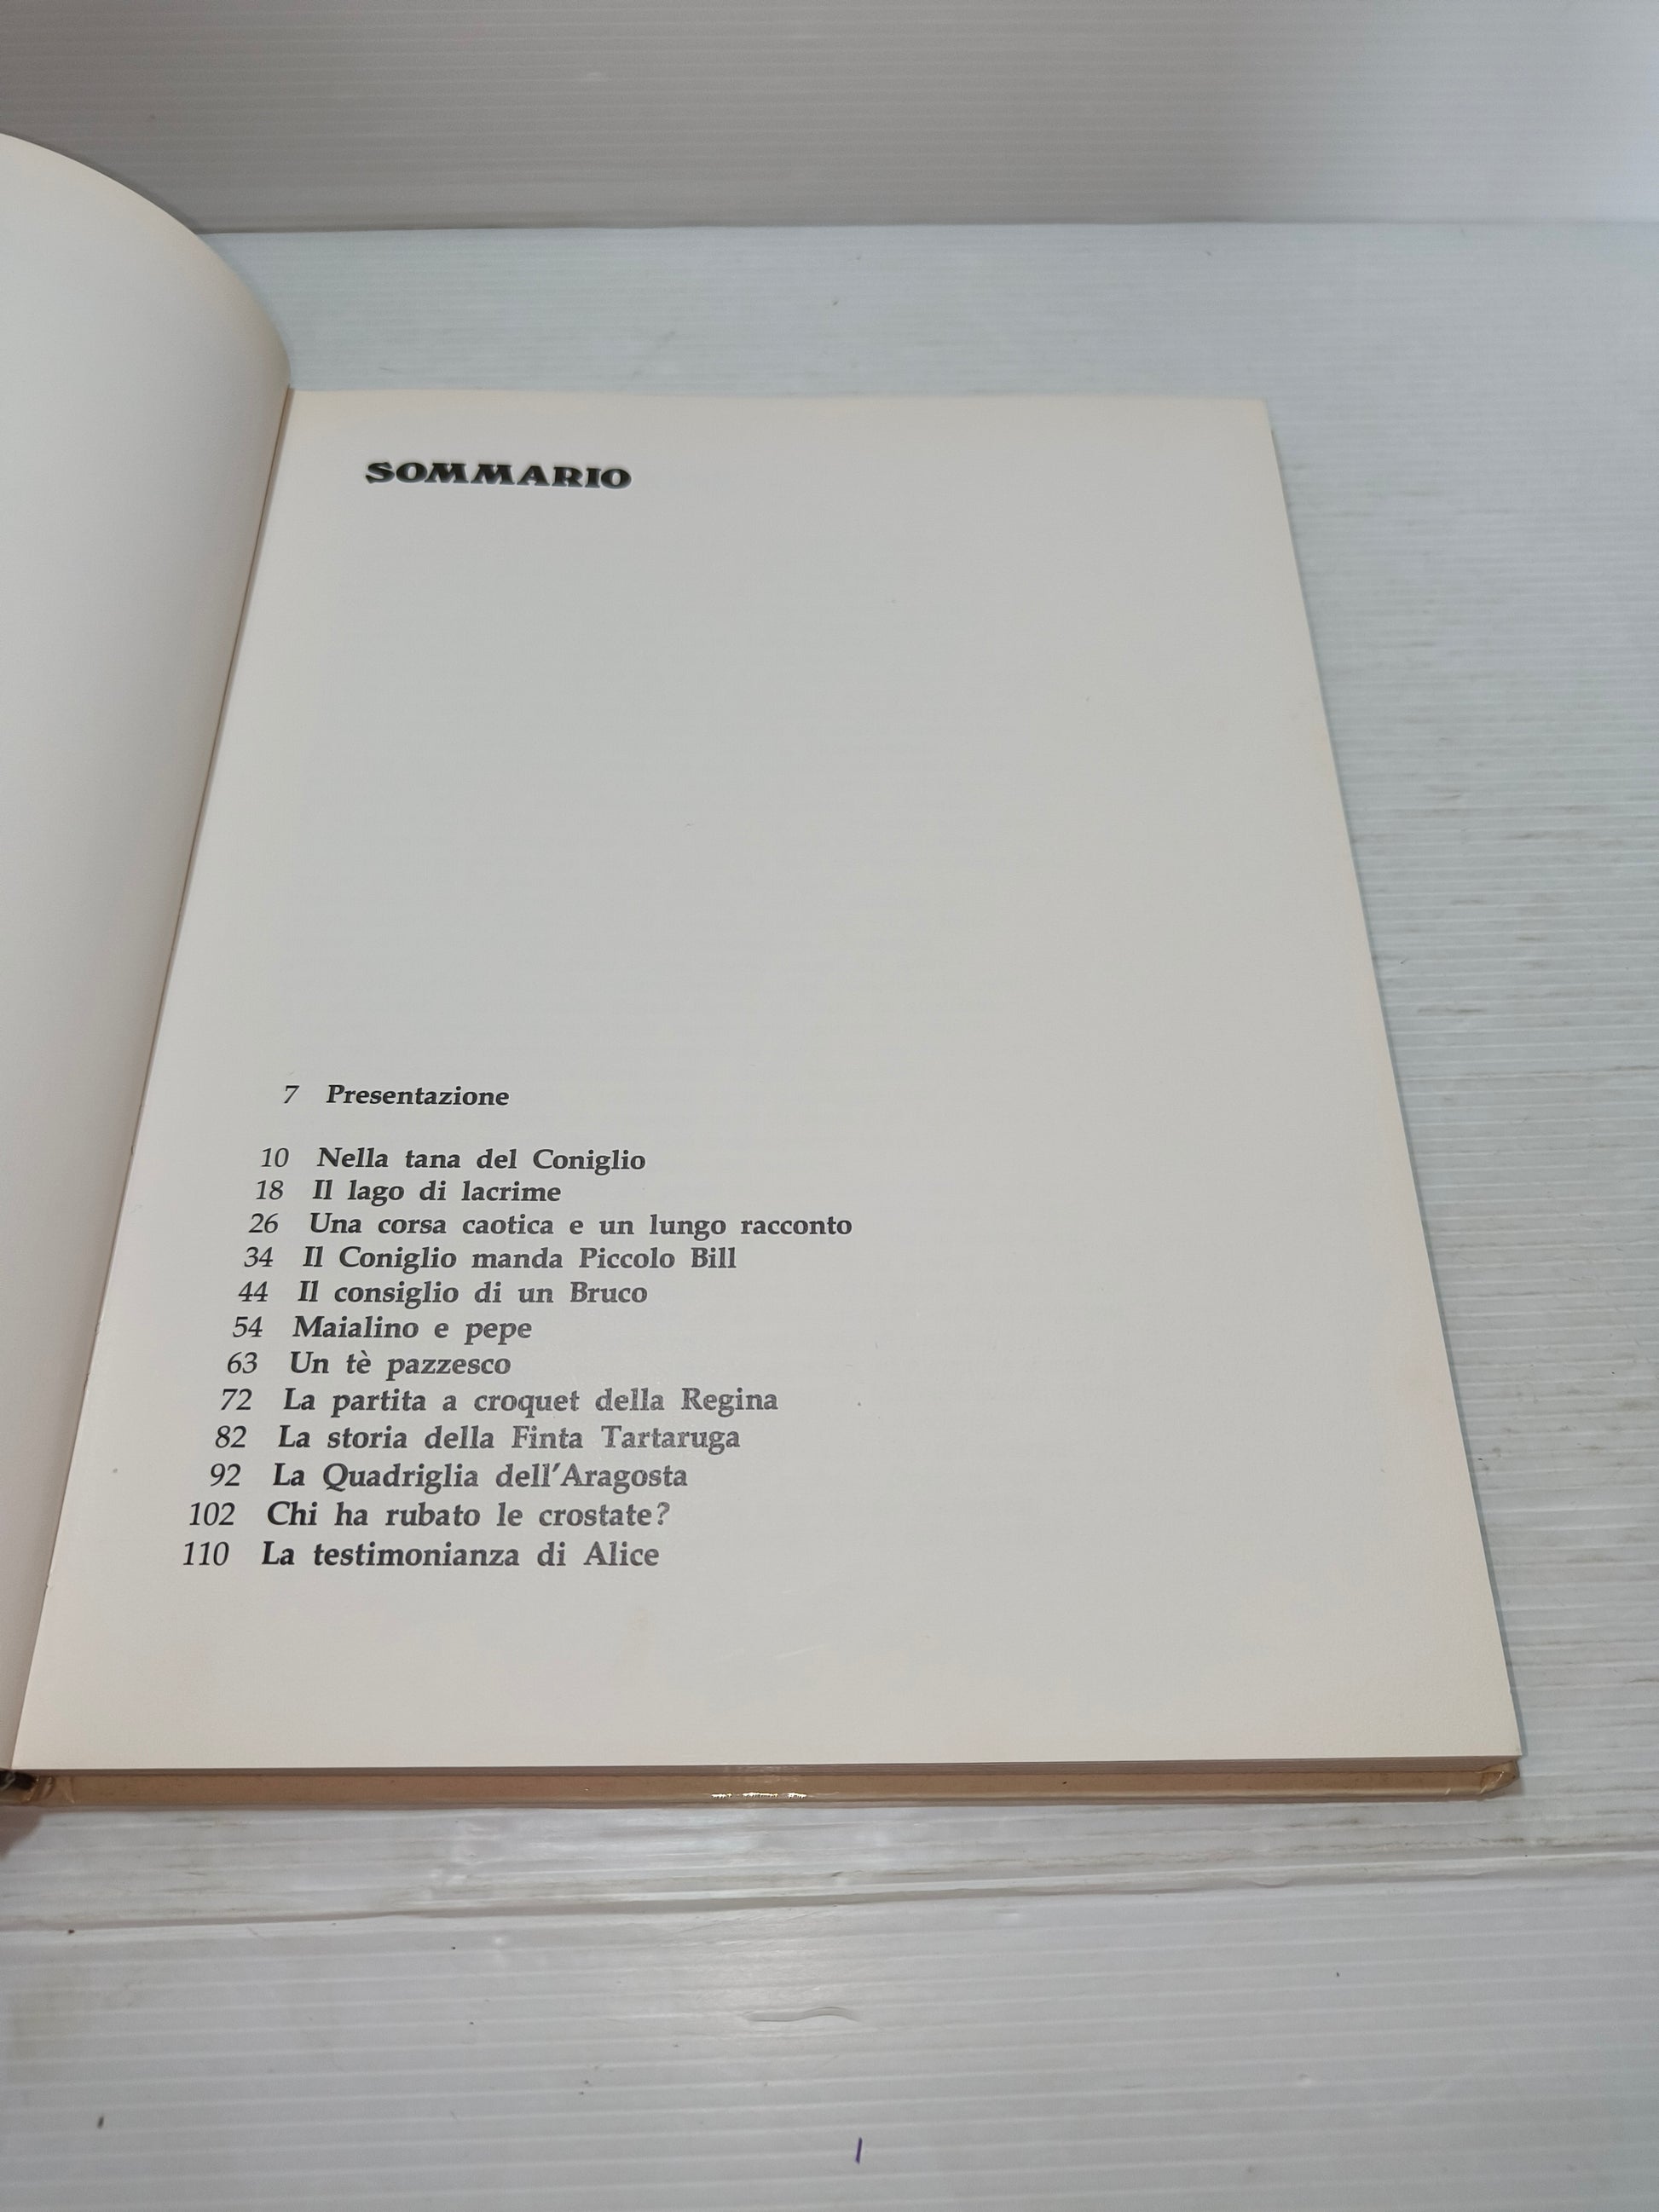 SOMMARIO
7 Presentazione
10 Nella tana del Coniglio
18 Il lago di lacrime
26 Una corsa caotica e un lungo racconto
34 Il Coniglio manda Piccolo Bill
44 Il consiglio di un Bruco
54 Maialino e pepe
63 Un tè pazzesco
72 La partita a croquet della Regina
82 La storia della Finta Tartaruga
92 La Quadriglia dell'Aragosta
102 Chi ha rubato le crostate?
110 La testimonianza di Alice